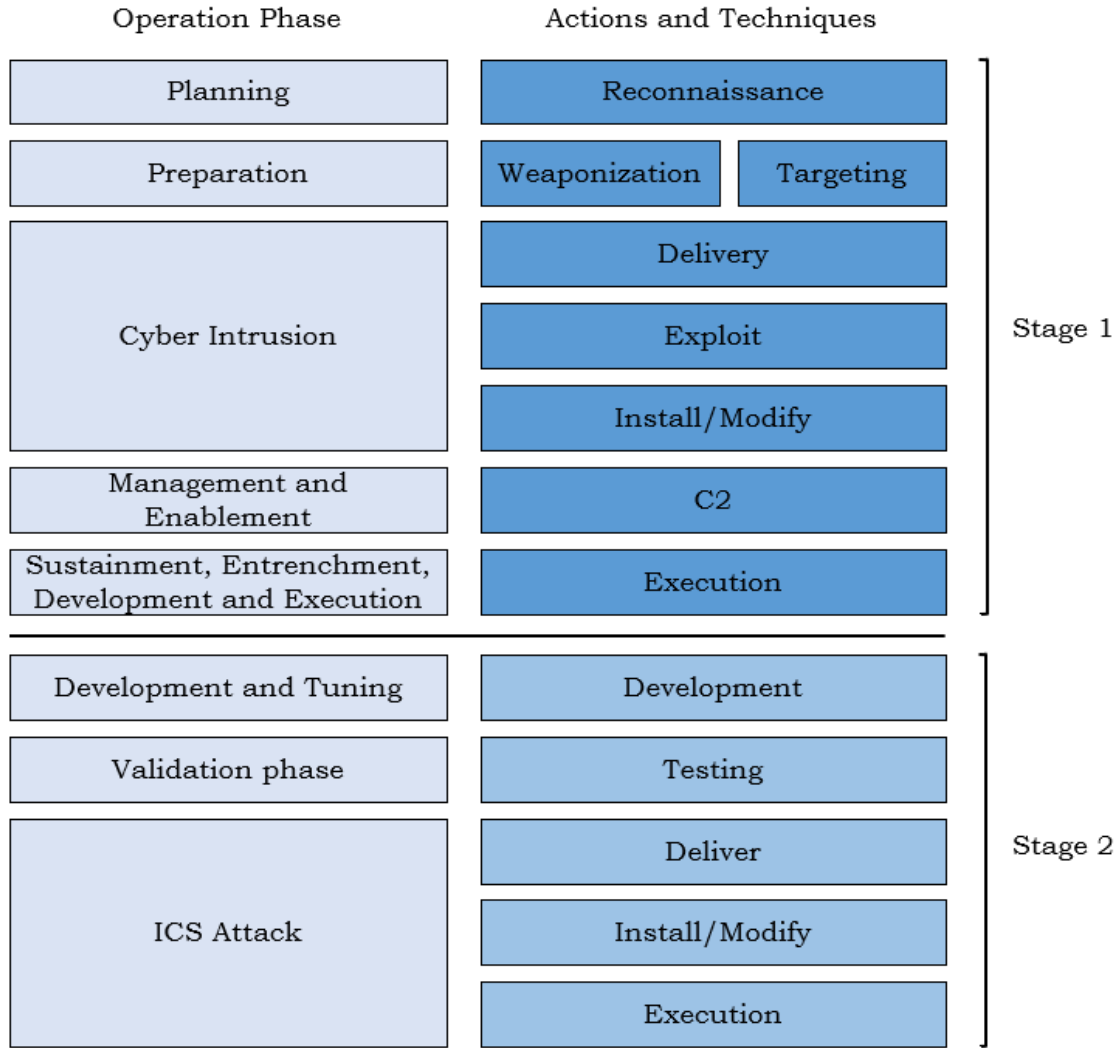 Operation Phase
Actions and Techniques
Planning
Reconnaissance
Preparation
Weaponization
Targeting
Cyber Intrusion
Delivery
Exploit
Install/Modify
Management and
Enablement
C2
Sustainment, Entrenchment,
Development and Execution
Execution
Stage 1
Development and Tuning
Development
Validation phase
Testing
ICS Attack
Deliver
Install/Modify
Execution
Stage 2